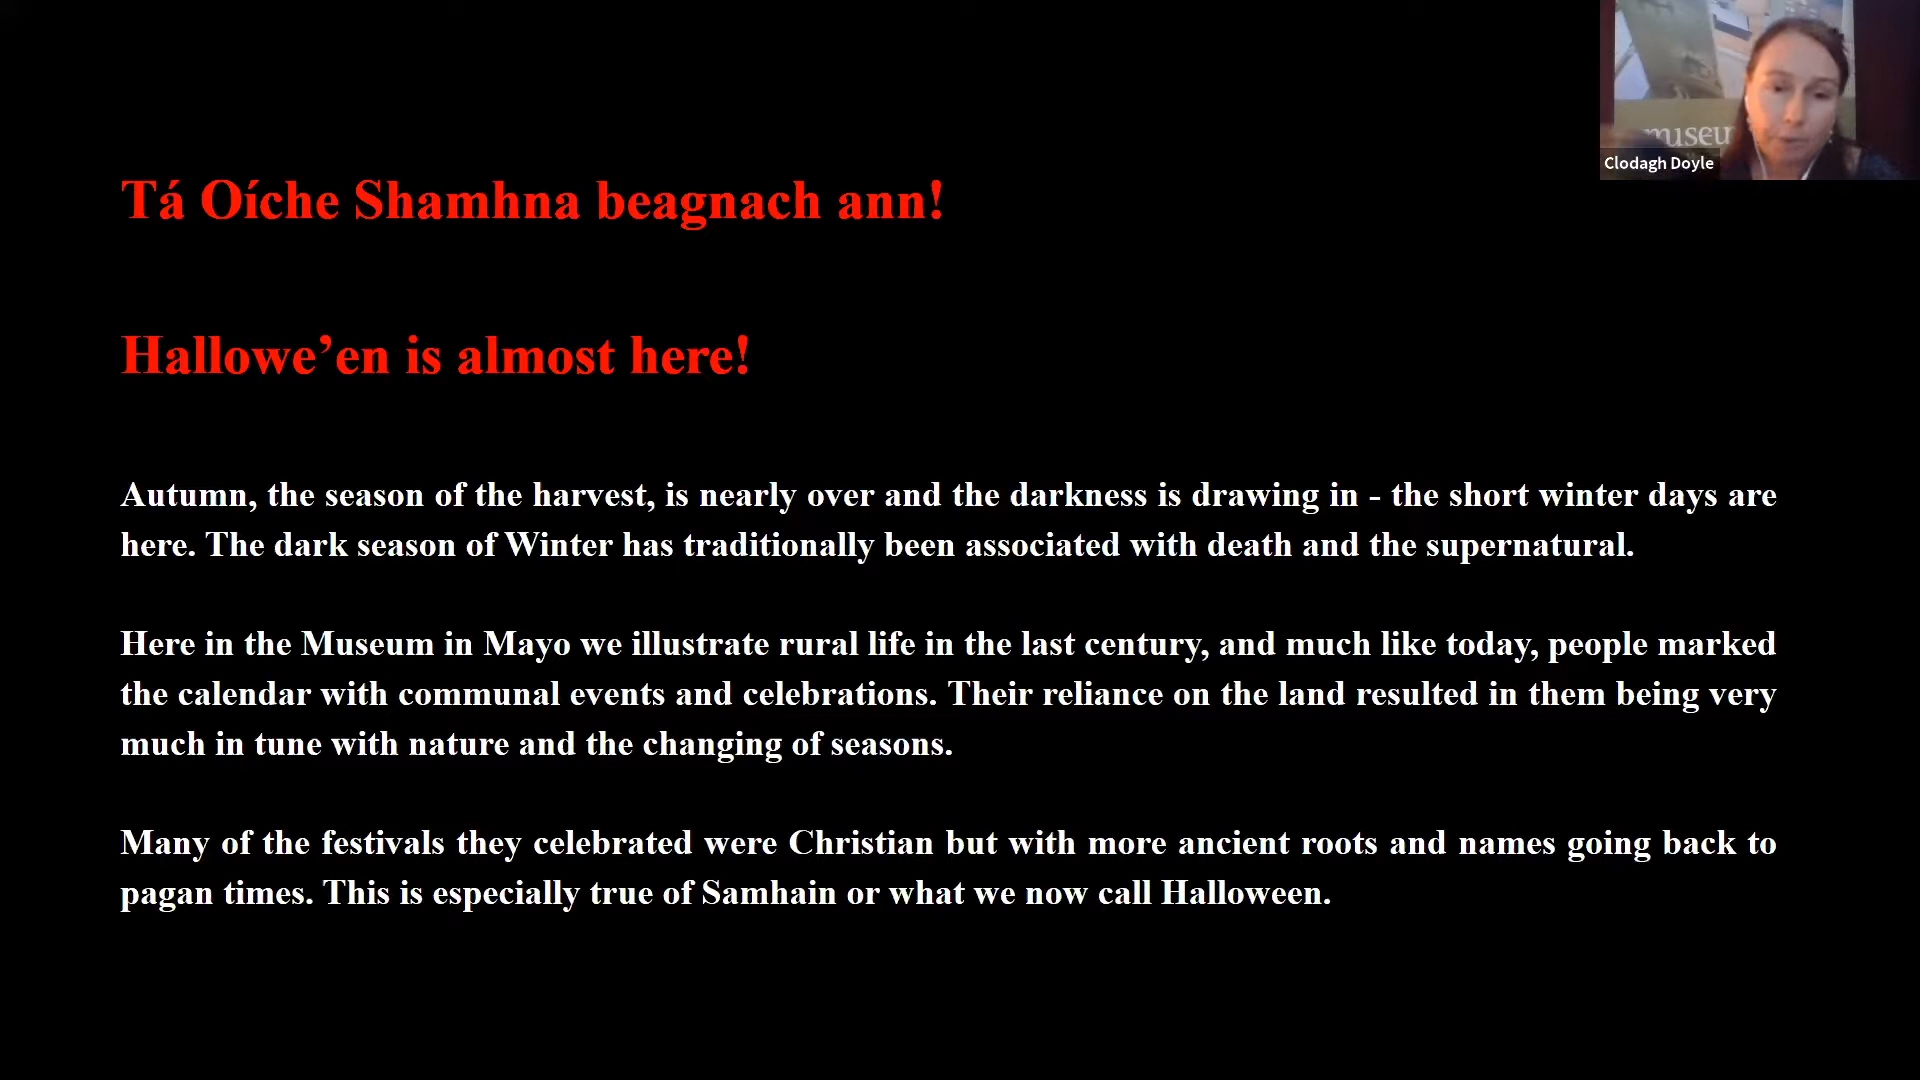 museu
Clodagh Doyle
Tá Oíche Shamhna beagnach ann!
Hallowe’en is almost here!
Autumn, the season of the harvest, is nearly over and the darkness is drawing in - the short winter days are
here. The dark season of Winter has traditionally been associated with death and the supernatural.
Here in the Museum in Mayo we illustrate rural life in the last century, and much like today, people marked
the calendar with communal events and celebrations. Their reliance on the land resulted in them being very
much in tune with nature and the changing of seasons.
Many of the festivals they celebrated were Christian but with more ancient roots and names going back to
pagan times. This is especially true of Samhain or what we now call Halloween.